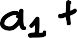 a₁ +